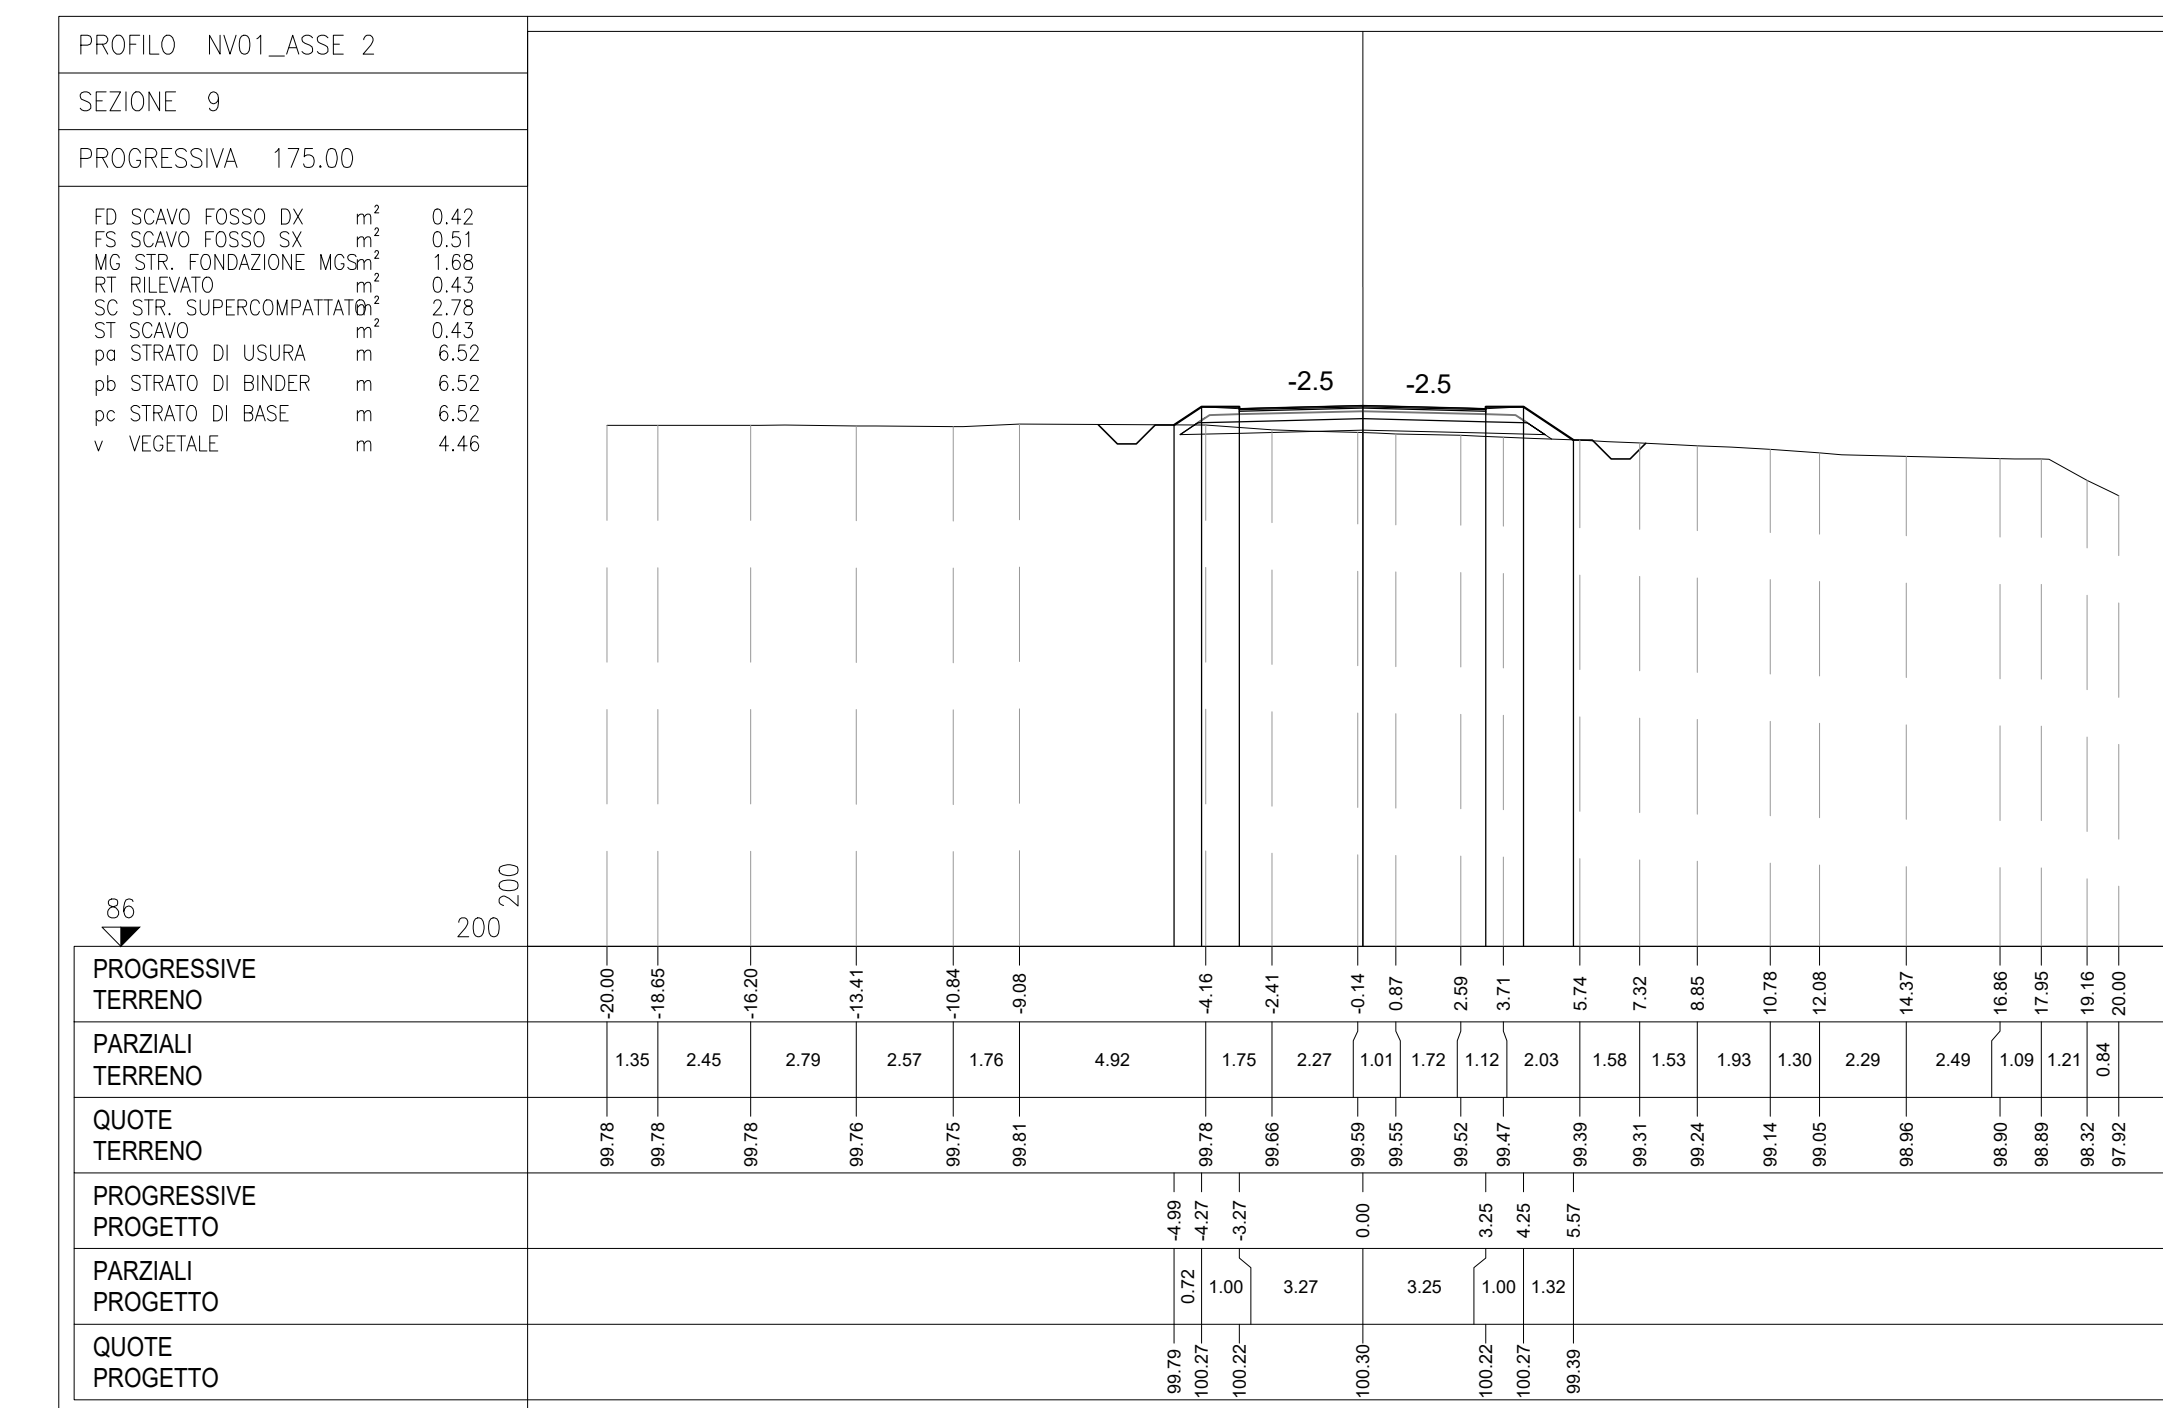 PROFILO NV01_ASSE 2
SEZIONE 9
PROGRESSIVA 175.00
FD SCAVO FOSSO DX m² 0.42
FS SCAVO FOSSO SX m² 0.51
MG STR. FONDAZIONE MGS m² 1.68
RT RILEVATO m² 0.43
SC STR. SUPERCOMPATTATO m² 2.78
ST SCAVO m² 0.43
pa STRATO DI USURA m 6.52
pb STRATO DI BINDER m 6.52
pc STRATO DI BASE m 6.52
v VEGETALE m 4.46
-2.5 -2.5
200
86
200
PROGRESSIVE
TERRENO
-20.00 -18.65 -16.20 -13.41 -10.84 -9.08 -4.16 -2.41 -0.14 0.87 2.59 3.71 5.74 7.32 8.85 10.78 12.08 14.37 16.86 17.95 19.16 20.00
PARZIALI
TERRENO
1.35 2.45 2.79 2.57 1.76 4.92 1.75 2.27 1.01 1.72 1.12 2.03 1.58 1.53 1.93 1.30 2.29 2.49 1.09 1.21 0.84
QUOTE
TERRENO
99.78 99.78 99.78 99.76 99.75 99.81 99.78 99.66 99.59 99.55 99.52 99.47 99.39 99.31 99.24 99.14 99.05 98.96 98.90 98.89 98.32 97.92
PROGRESSIVE
PROGETTO
-4.99 -4.27 -3.27 0.00 3.25 4.25 5.57
PARZIALI
PROGETTO
0.72 1.00 3.27 3.25 1.00 1.32
QUOTE
PROGETTO
99.79 100.27 100.22 100.30 100.22 100.27 99.39